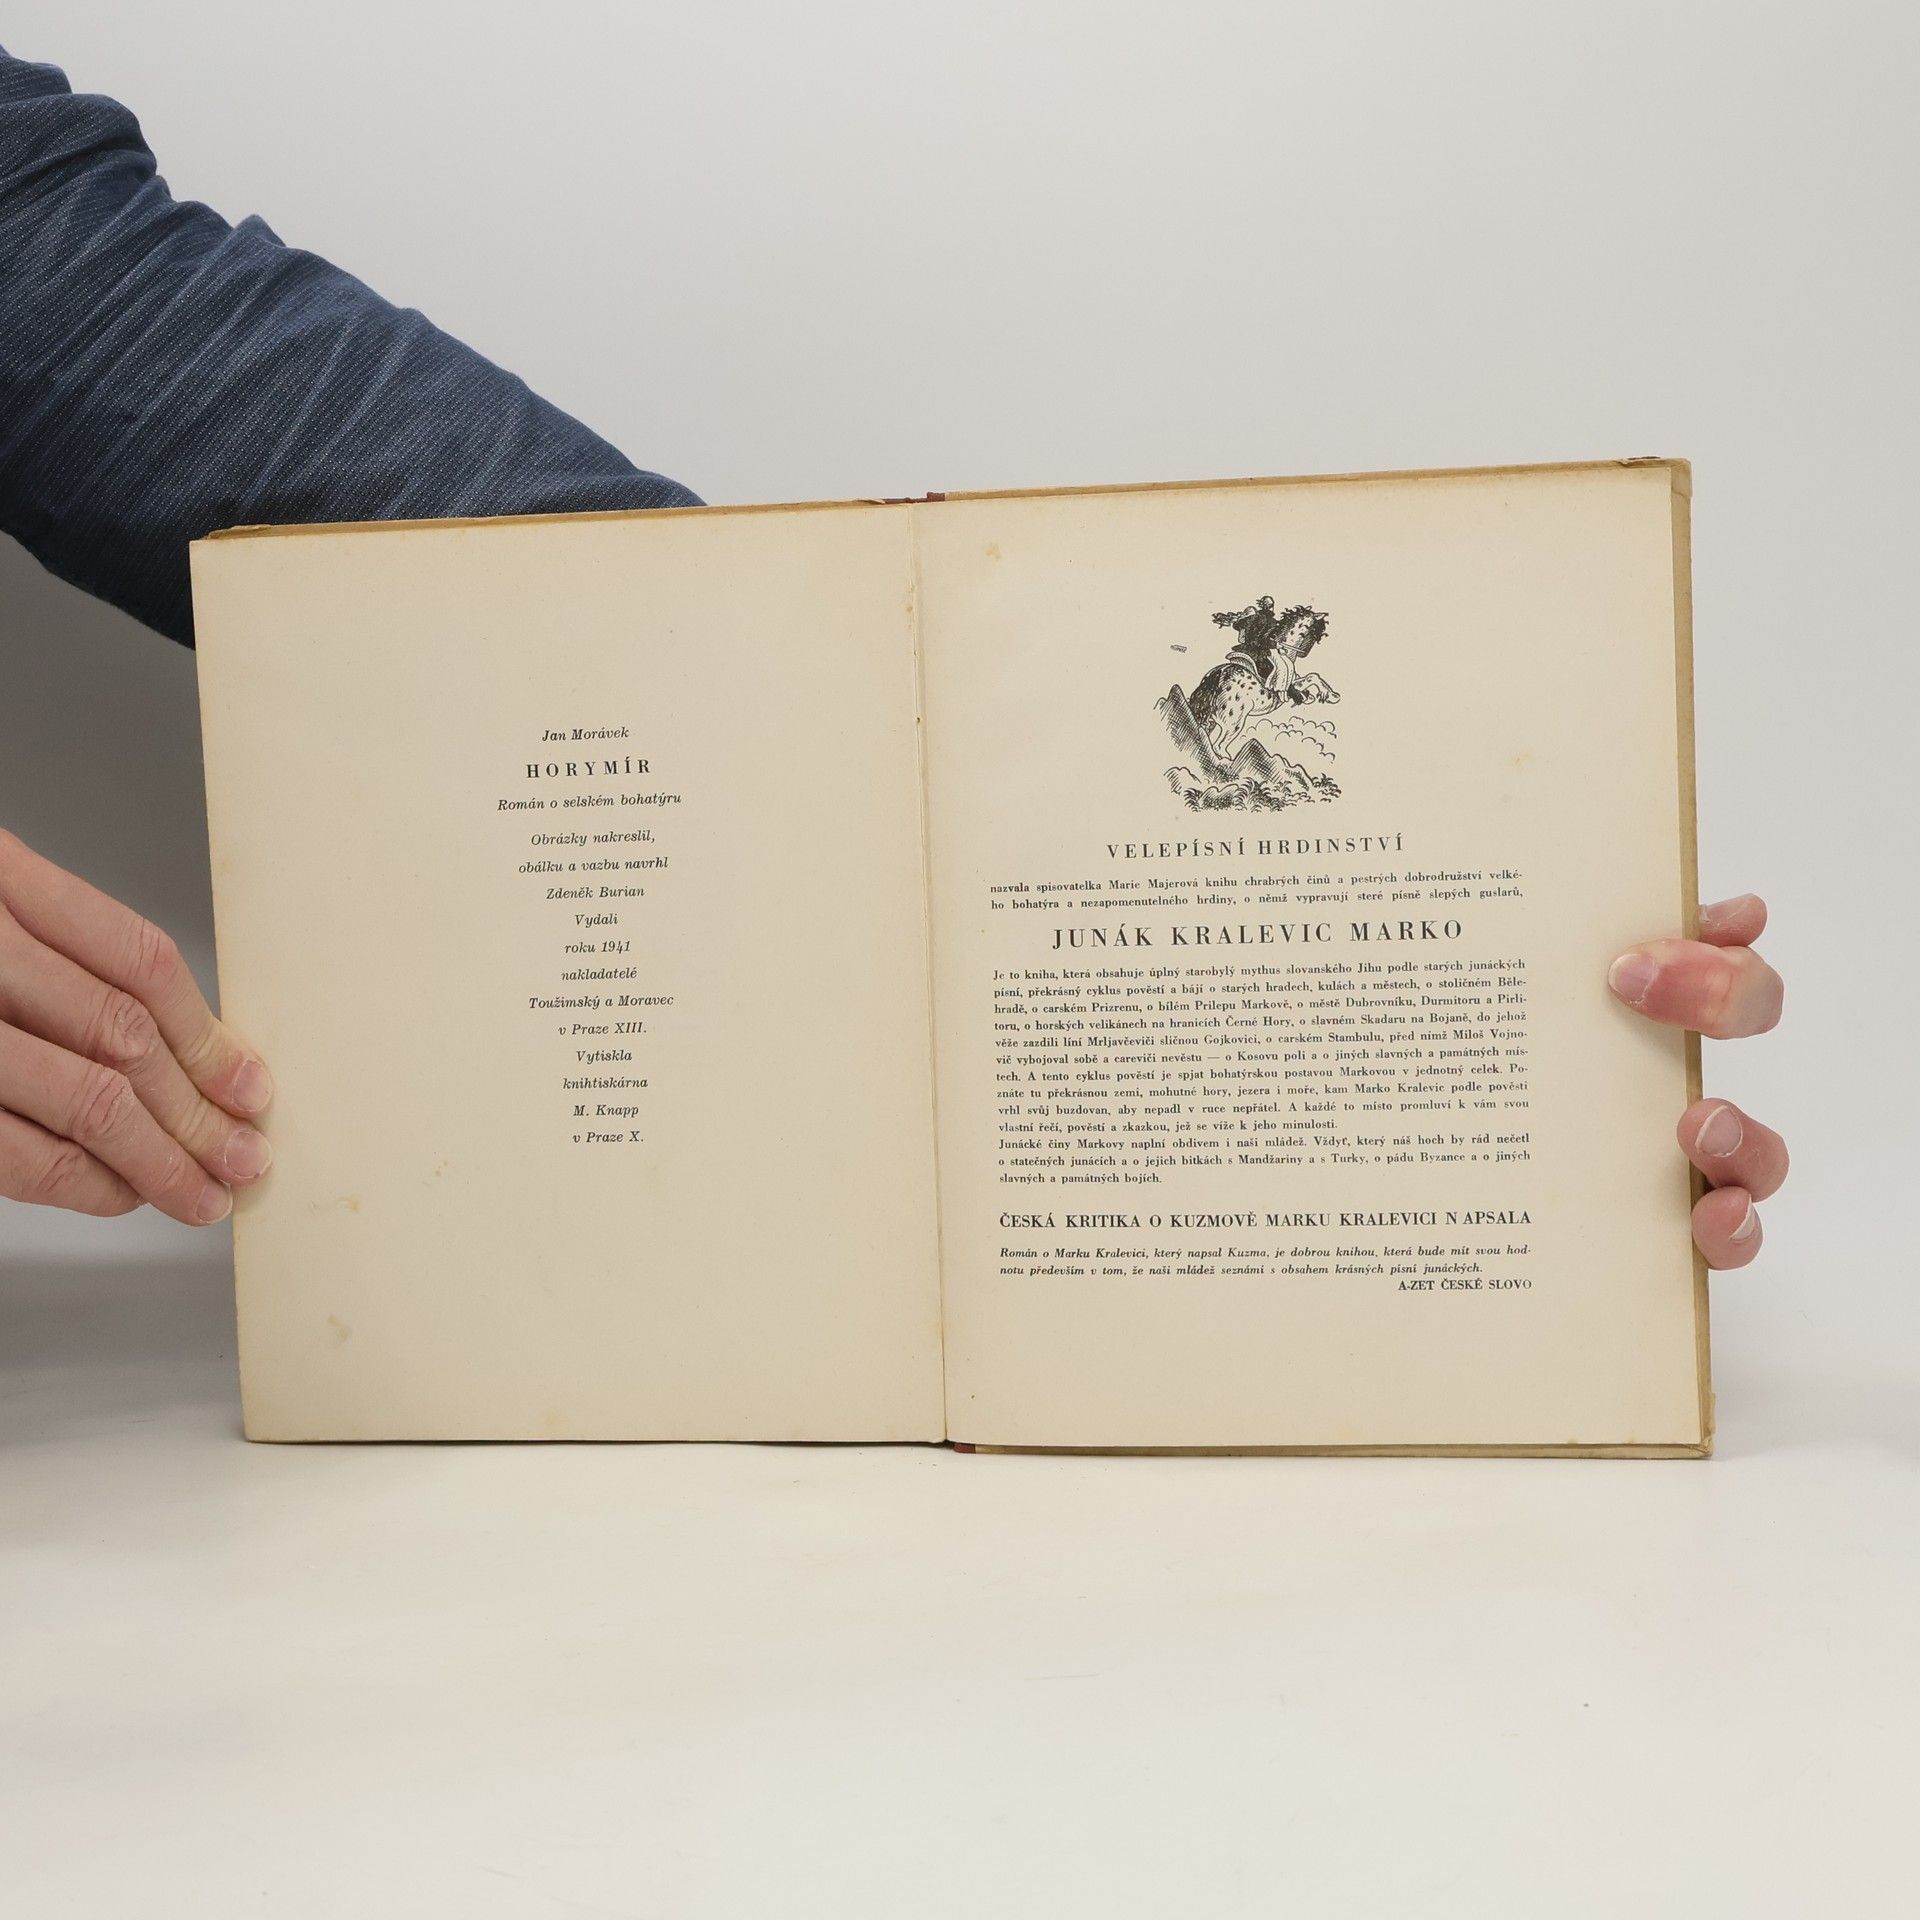 Jan Morávek
HORYMÍR
Román o selském bohatýru
Obrázky nakreslil,
obálku a vazbu navrhl
Zdeněk Burian
Vydali
roku 1941
nakladatelé
Toužimský a Moravec
v Praze XIII.
Vytiskla
knihtiskárna
M. Knapp
v Praze X.
VELEPÍSNÍ HRDINSTVÍ
nazvala spisovatelka Marie Majerová knihu chrabrých činů a pestrých dobrodružství velké-
ho bohatýra a nezapomenutelného hrdiny, o němž vypravují steré písně slepých guslarů,
JUNÁK KRALEVIC MARKO
Je to kniha, která obsahuje úplný starobylý mythus slovanského Jihu podle starých junáckých
písní, překrásný cyklus pověstí a bájí o starých hradech, kulách a městech, o stoličném Běle-
hradě, o carském Prizrenu, o bílém Prilepu Markově, o městě Dubrovníku, Durmitoru a Pirli-
toru, o horských velikánech na hranicích Černé Hory, o slavném Skadaru na Bojaně, do jehož
věže zazdili líní Mrljavčeviči sličnou Gojkovici, o carském Stambulu, před nímž Miloš Vojno-
vič vybojoval sobě a careviči nevěstu — o Kosovu poli a o jiných slavných a památných mís-
tech. A tento cyklus pověstí je spjat bohatýrskou postavou Markovou v jednotný celek. Po-
znáte tu překrásnou zemi, mohutné hory, jezera i moře, kam Marko Kralevic podle pověsti
vrhl svůj buzdovan, aby nepadl v ruce nepřátel. A každé to místo promluví k vám svou
vlastní řečí, pověstí a zkazkou, jež se víže k jeho minulosti.
Junácké činy Markovy naplní obdivem i naši mládež. Vždyť, který náš hoch by rád nečetl
o statečných junácích a o jejich bitkách s Mandžariny a s Turky, o pádu Byzance a o jiných
slavných a památných bojích.
ČESKÁ KRITIKA O KUZMOVĚ MARKU KRALEVICI N APSALA
Román o Marku Kralevici, který napsal Kuzma, je dobrou knihou, která bude mít svou hod-
notu především v tom, že naši mládež seznámí s obsahem krásných písní junáckých.
A-ZET ČESKÉ SLOVO